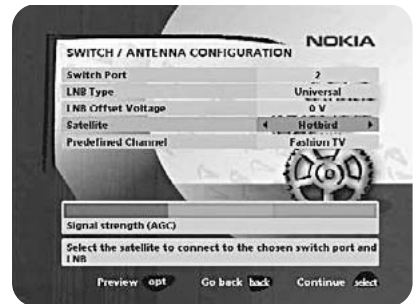 NOKIA
SWITCH / ANTENNA CONFIGURATION
Switch Port 2
LNB Type Universal
LNB Offset Voltage 0 V
Satellite Hotbird
Predefined Channel Fashion TV
Signal strength (AGC)
Select the satellite to connect to the chosen switch port and
LNB
Preview opt Go back back Continue select